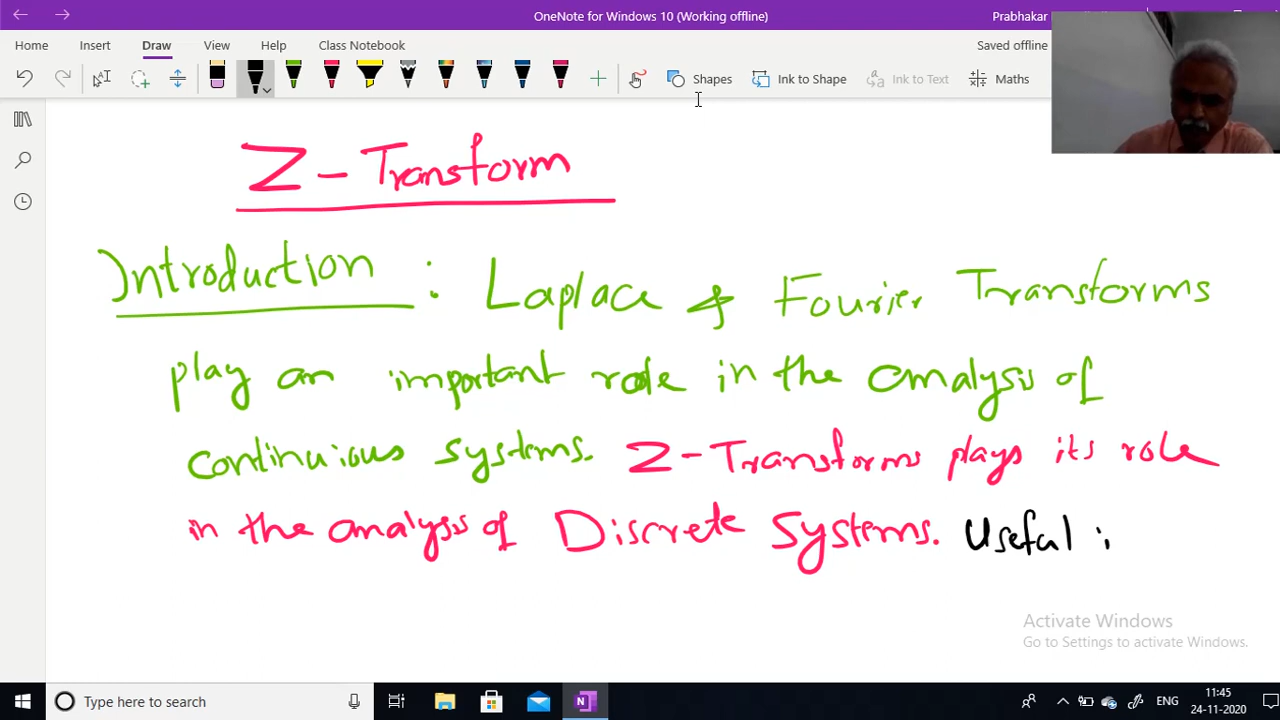 OneNote for Windows 10 (Working offline)
Prabhakar
Home Insert Draw View Help Class Notebook
Saved offline
Shapes Ink to Shape Ink to Text Maths
Z-Transform
Introduction : Laplace & Fourier Transforms
play an important role in the analysis of
continuious systems. Z-Transforms plays its role
in the analysis of Discrete Systems. Useful i
Activate Windows
Go to Settings to activate Windows.
Type here to search
ENG
11:45
24-11-2020